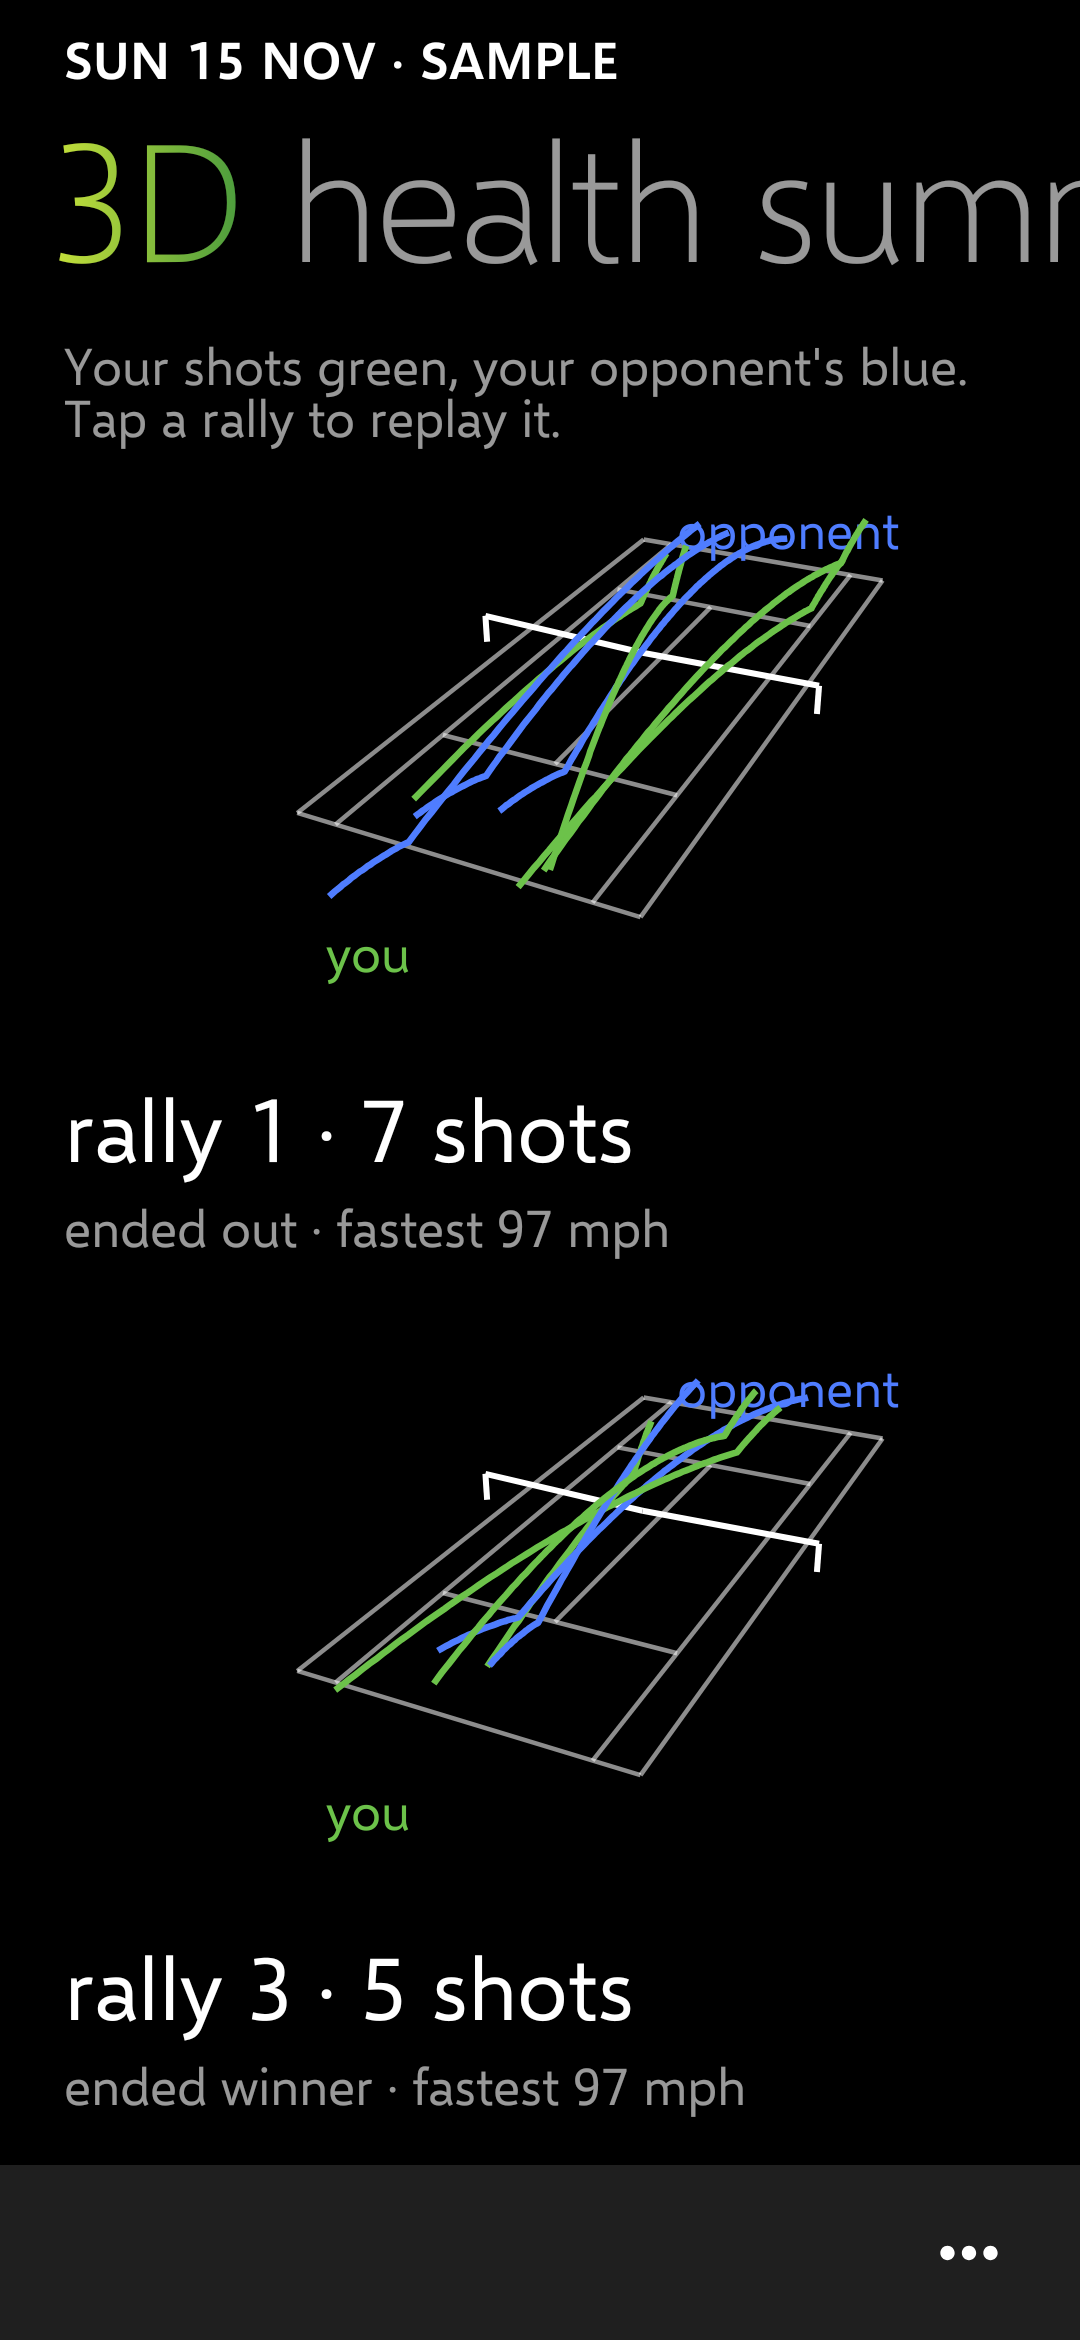 SUN 15 NOV · SAMPLE
3D health summ
Your shots green, your opponent's blue.
Tap a rally to replay it.
opponent
you
rally 1 · 7 shots
ended out · fastest 97 mph
opponent
you
rally 3 · 5 shots
ended winner · fastest 97 mph